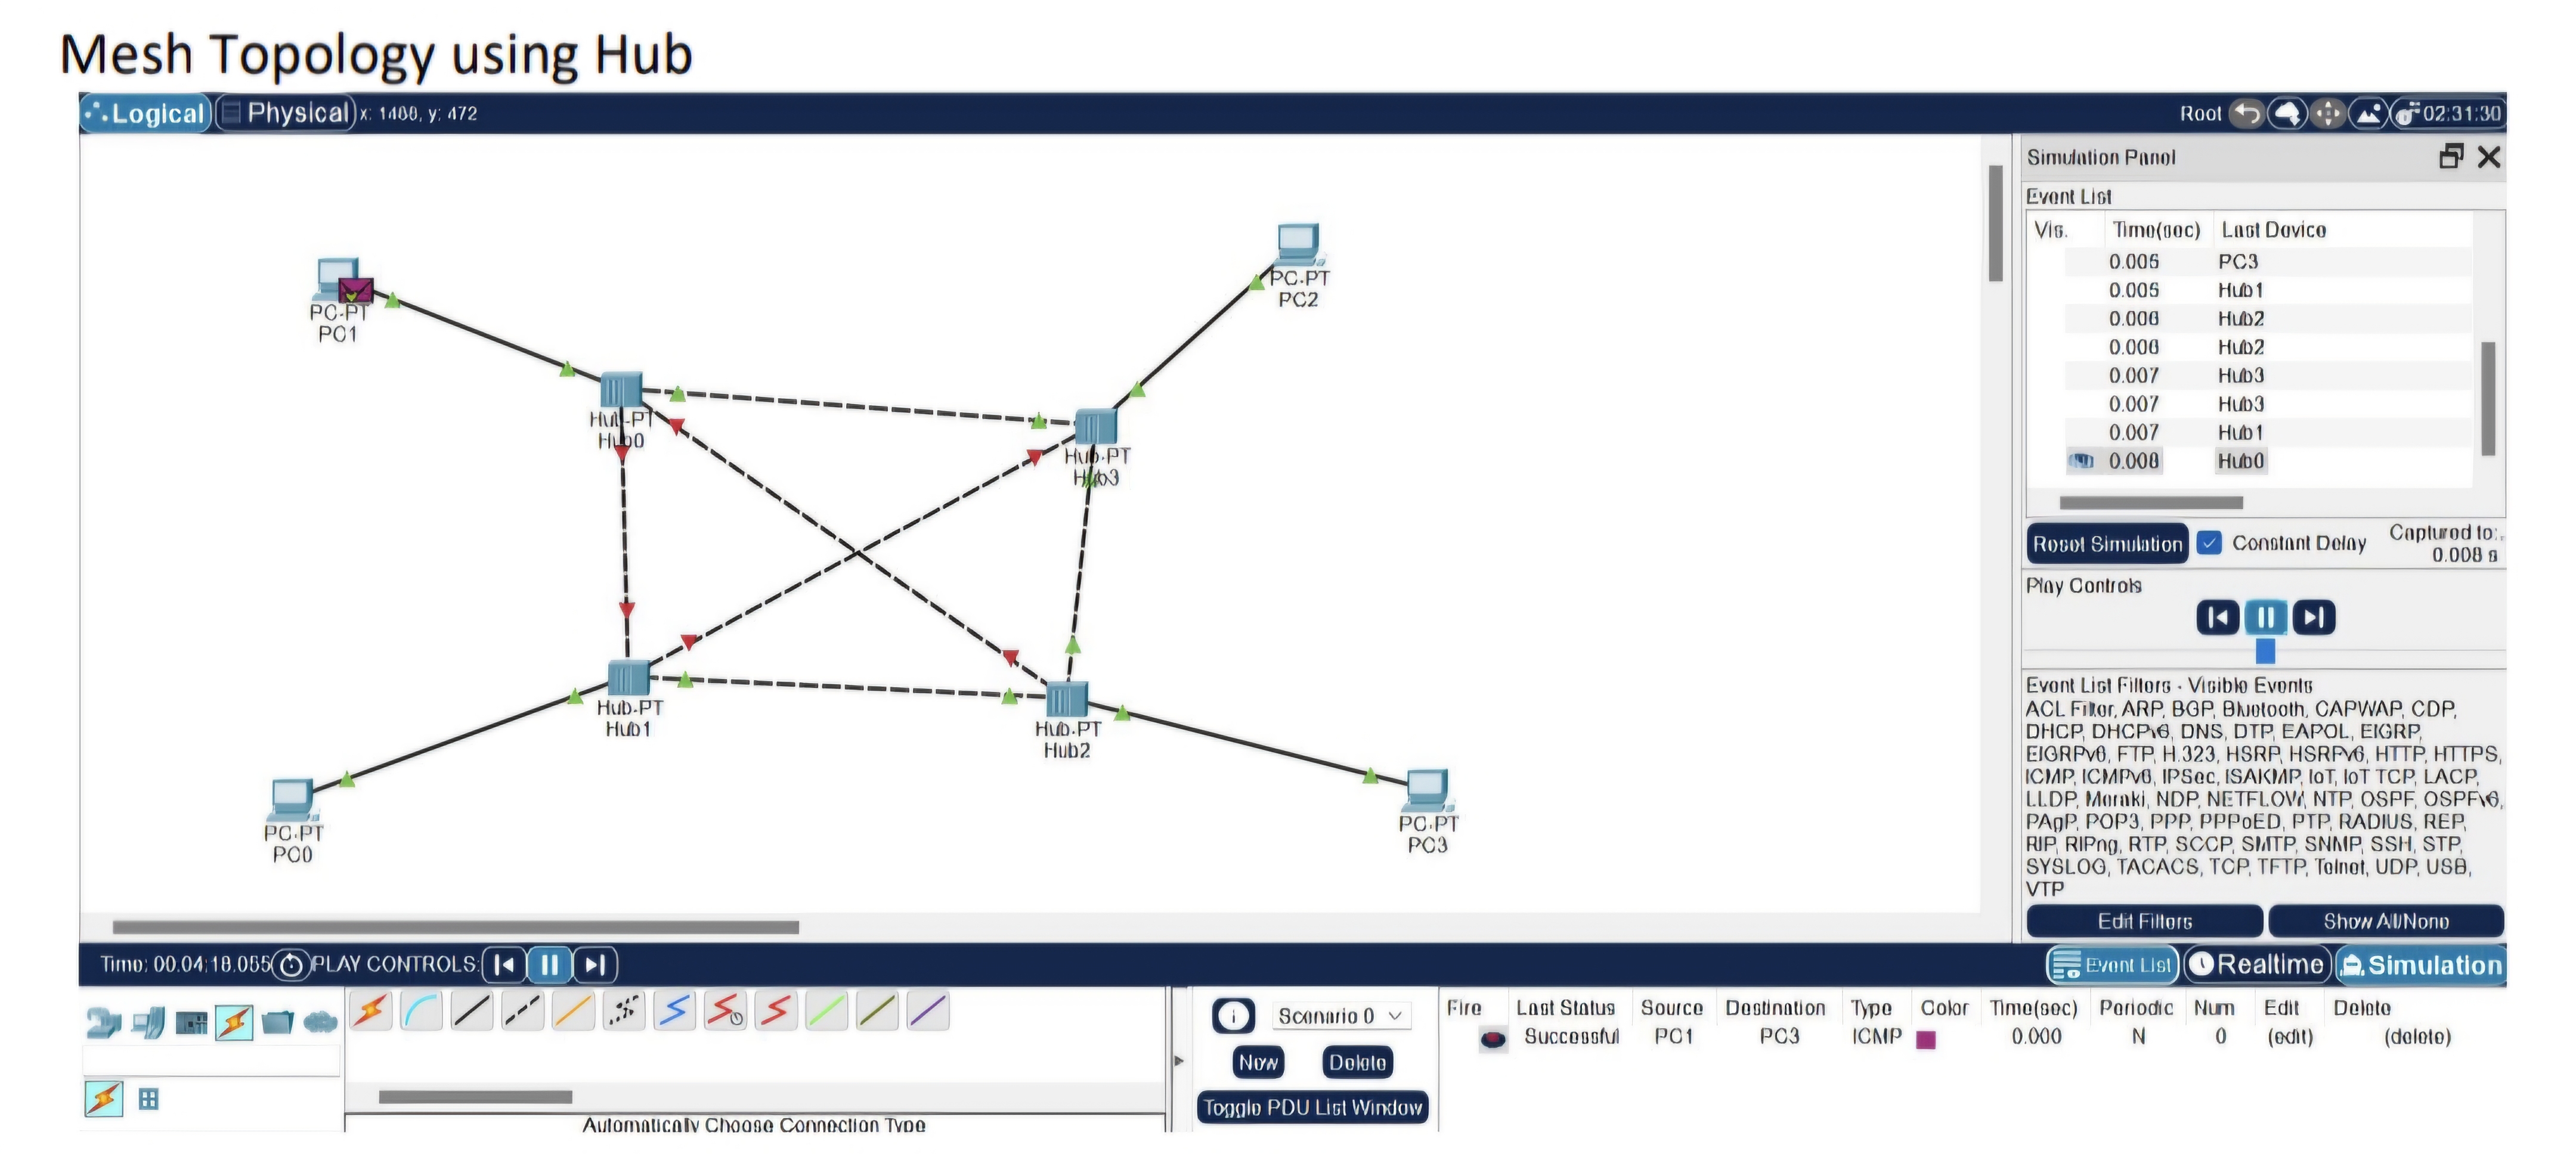 Mesh Topology using Hub
Logical Physical x: 1488, y: 472
Root 02:31:30
Simulation Panel
Event List
Vis. Time(sec) Last Device
0.005 PC3
0.005 Hub1
0.006 Hub2
0.006 Hub2
0.007 Hub3
0.007 Hub3
0.007 Hub1
0.008 Hub0
Reset Simulation Constant Delay Captured to:
0.008 s
Play Controls
Event List Filters - Visible Events
ACL Filter, ARP, BGP, Bluetooth, CAPWAP, CDP,
DHCP, DHCPv6, DNS, DTP, EAPOL, EIGRP,
EIGRPv6, FTP, H.323, HSRP, HSRPv6, HTTP, HTTPS,
ICMP, ICMPv6, IPSec, ISAKMP, IoT, IoT TCP, LACP,
LLDP, Meraki, NDP, NETFLOW, NTP, OSPF, OSPFv6,
PAgP, POP3, PPP, PPPoED, PTP, RADIUS, REP,
RIP, RIPng, RTP, SCCP, SMTP, SNMP, SSH, STP,
SYSLOG, TACACS, TCP, TFTP, Telnet, UDP, USB,
VTP
Edit Filters Show All/None
PC-PT
PC1
PC-PT
PC2
Hub-PT
Hub0
Hub-PT
Hub3
Hub-PT
Hub1
Hub-PT
Hub2
PC-PT
PC0
PC-PT
PC3
Time: 00:04:18.055 PLAY CONTROLS:
Event List Realtime Simulation
Scenario 0
New Delete
Toggle PDU List Window
Automatically Choose Connection Type
Fire Last Status Source Destination Type Color Time(sec) Periodic Num Edit Delete
Successful PC1 PC3 ICMP 0.000 N 0 (edit) (delete)